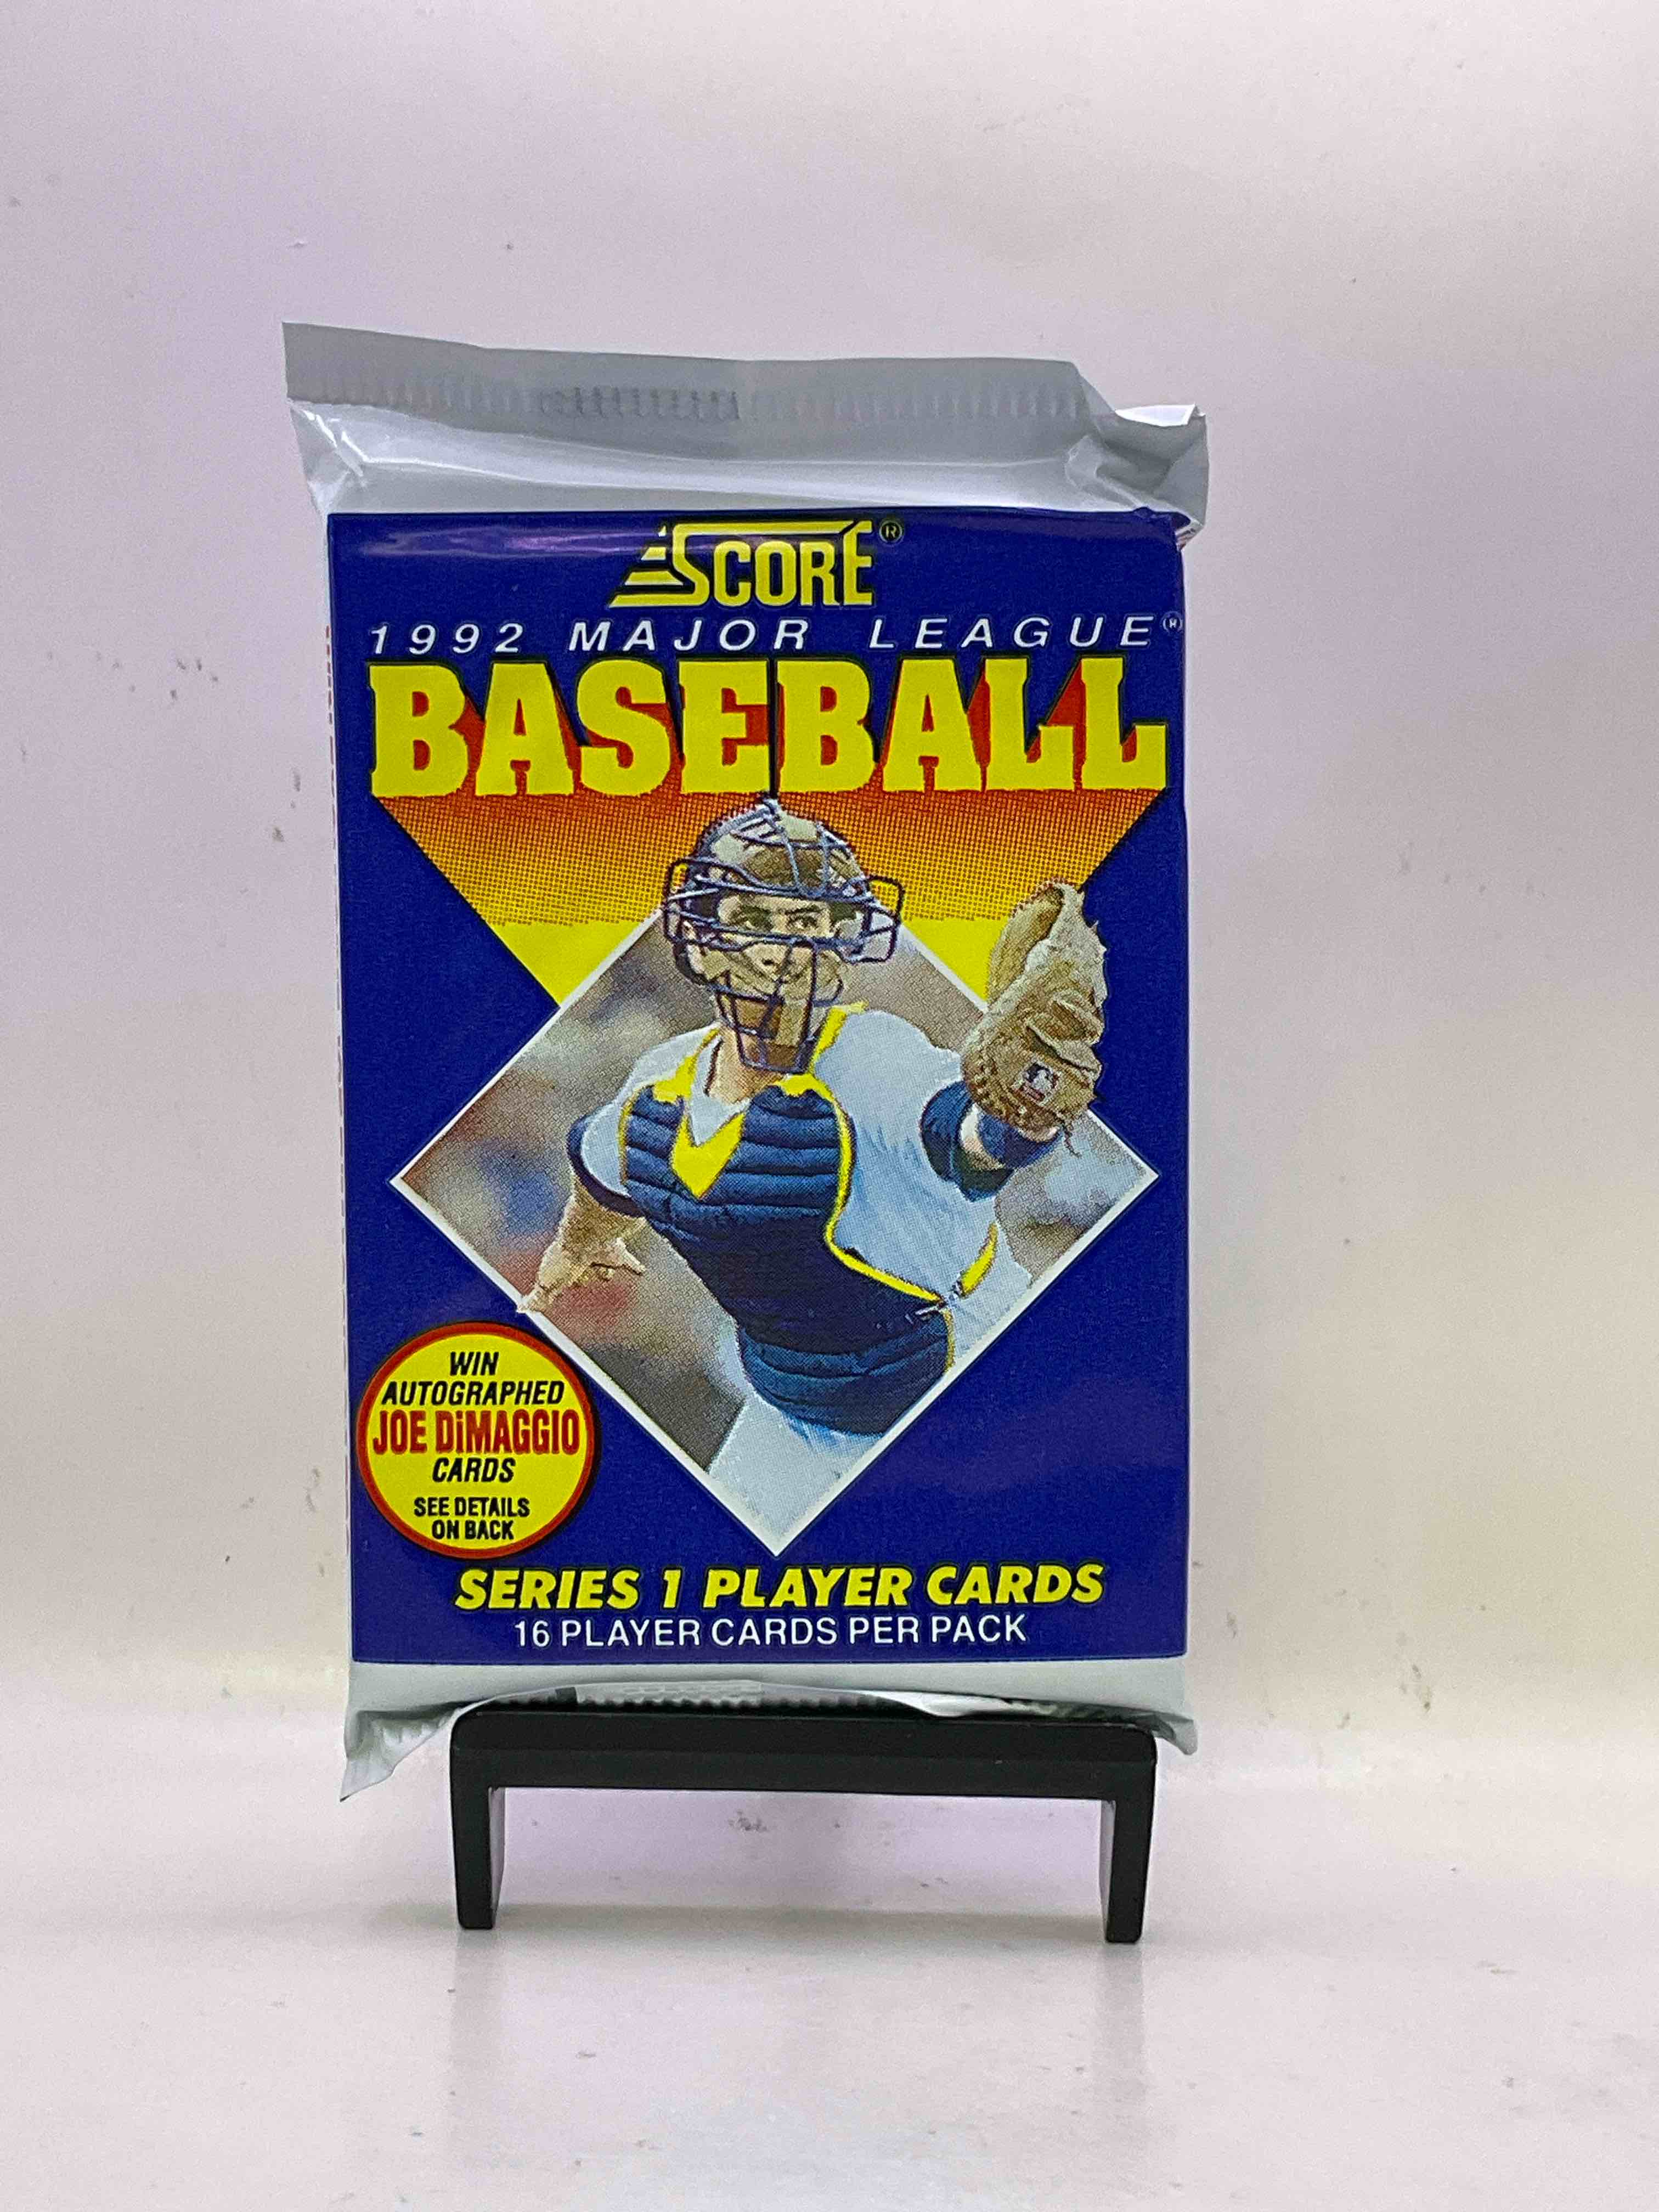 SCORE®
1992 MAJOR LEAGUE®
BASEBALL
WIN
AUTOGRAPHED
JOE DiMAGGIO
CARDS
SEE DETAILS
ON BACK
SERIES 1 PLAYER CARDS
16 PLAYER CARDS PER PACK